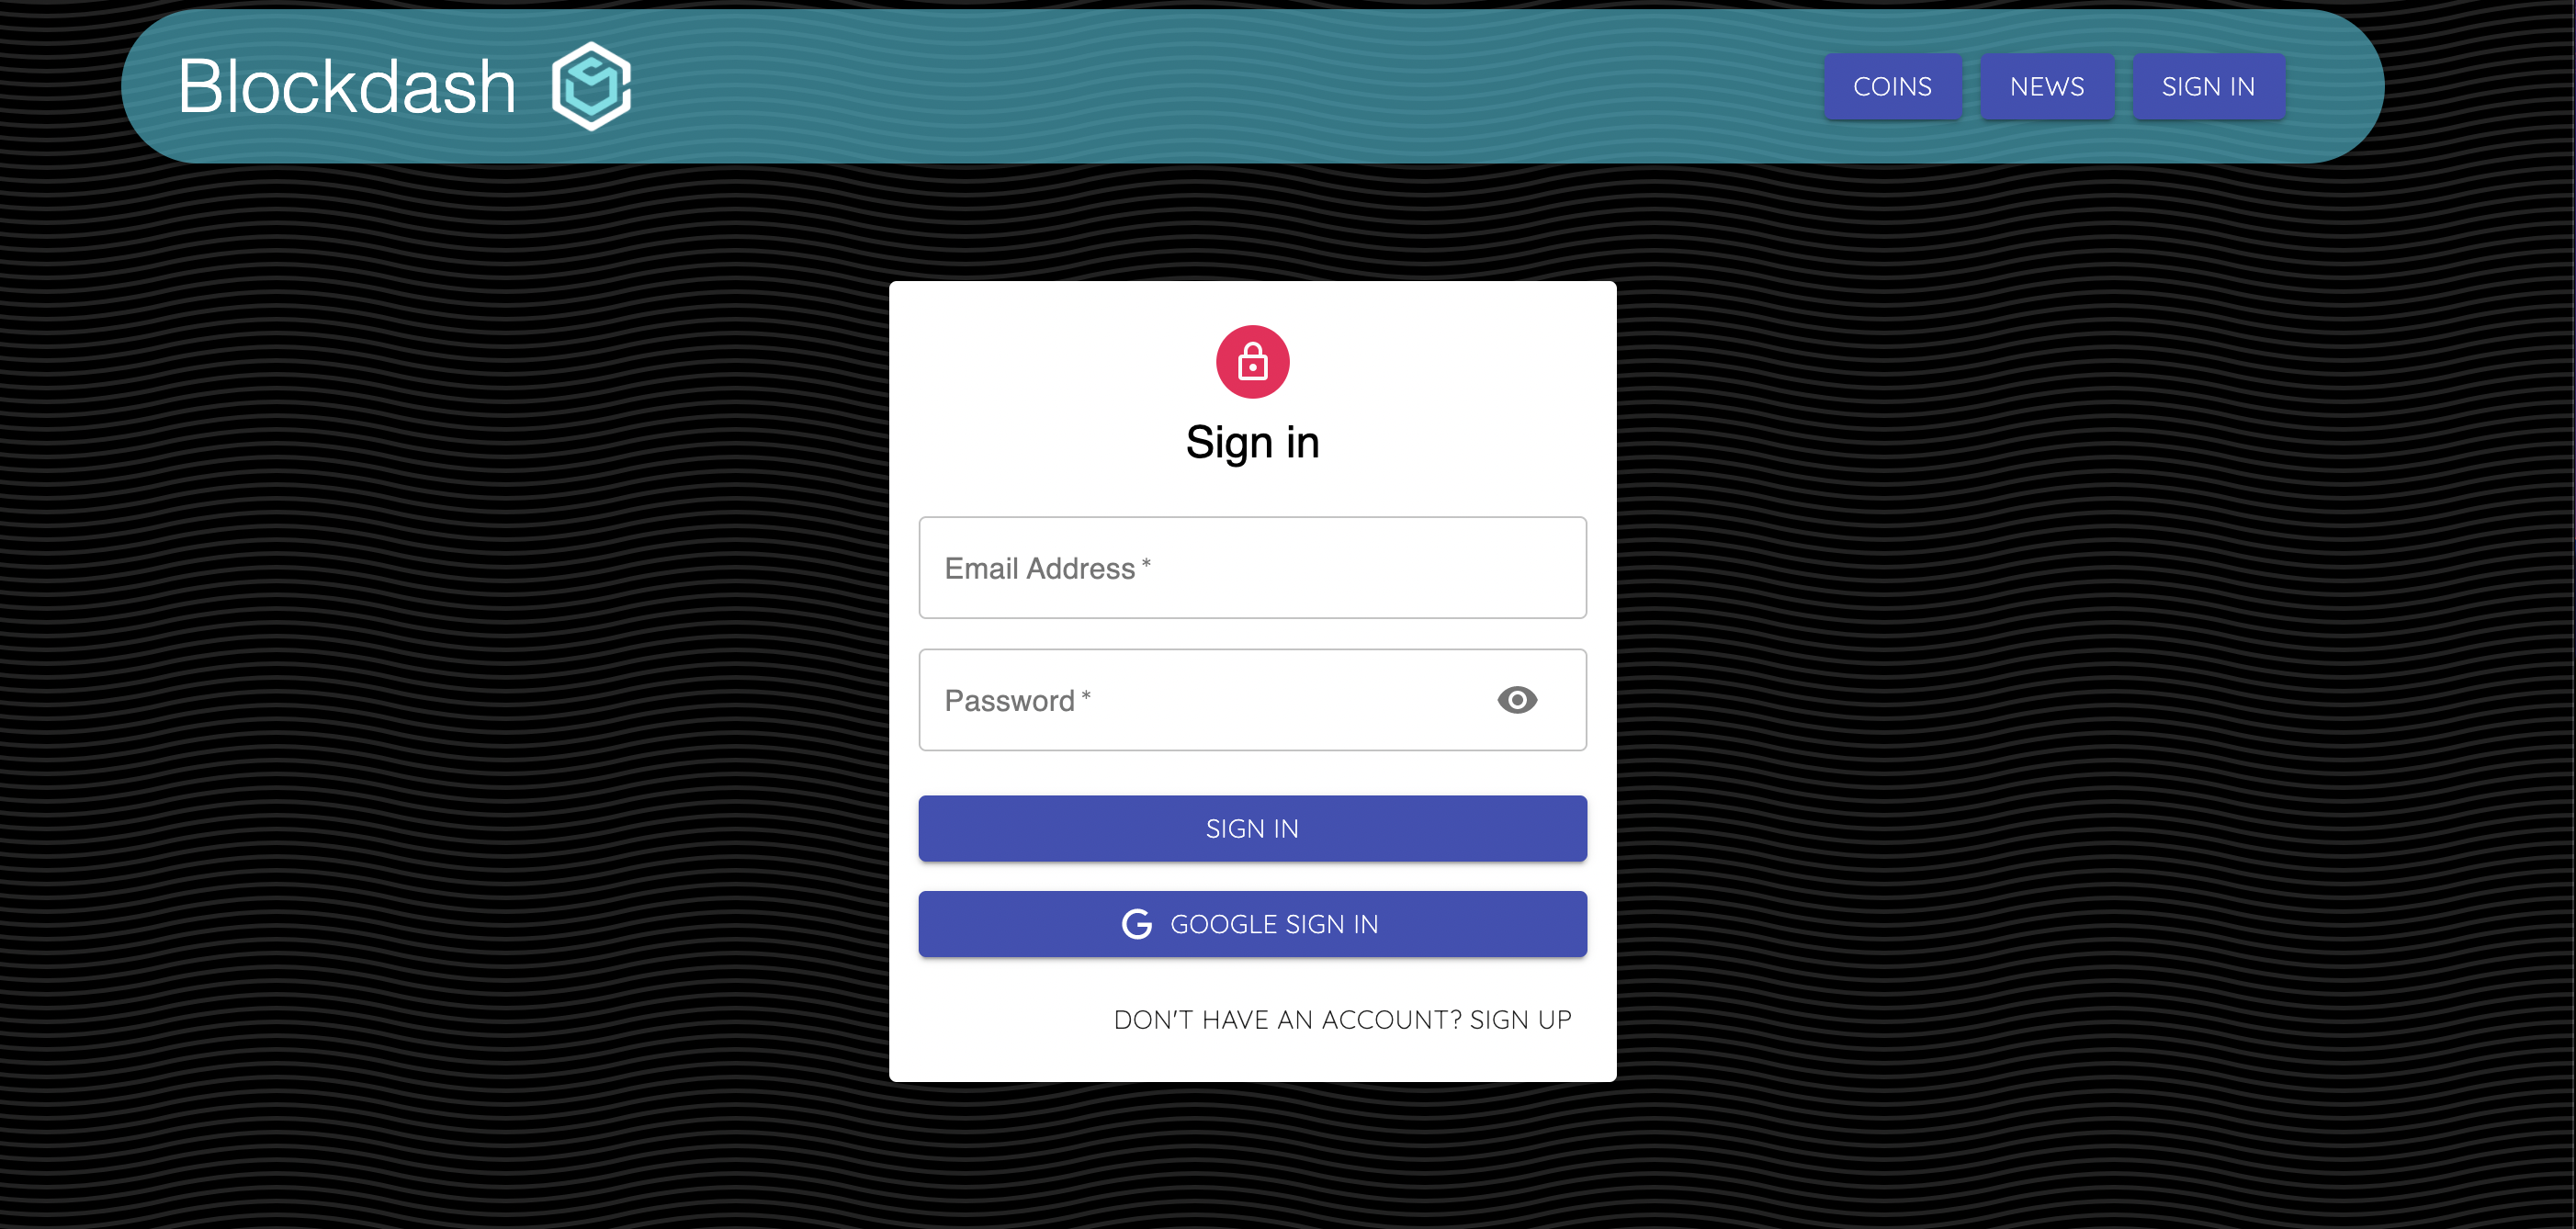 Blockdash
COINS
NEWS
SIGN IN
Sign in
Email Address *
Password *
SIGN IN
GOOGLE SIGN IN
DON'T HAVE AN ACCOUNT? SIGN UP